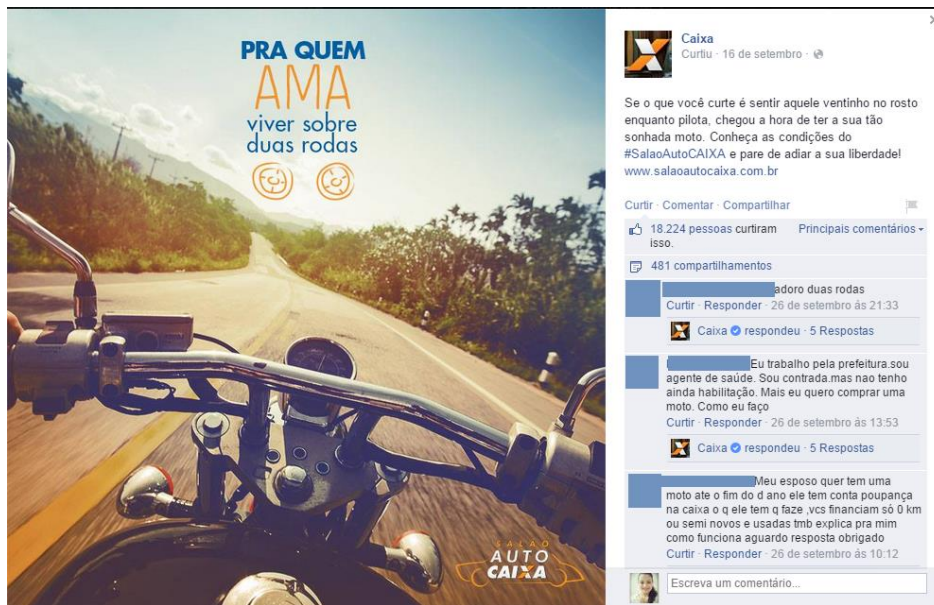 PRA QUEM
AMA
viver sobre
duas rodas
SALÃO
AUTO
CAIXA
Caixa
Curtiu · 16 de setembro ·
Se o que você curte é sentir aquele ventinho no rosto
enquanto pilota, chegou a hora de ter a sua tão
sonhada moto. Conheça as condições do
#SalaoAutoCAIXA e pare de adiar a sua liberdade!
www.salaoautocaixa.com.br
Curtir · Comentar · Compartilhar
18.224 pessoas curtiram
isso.
Principais comentários
481 compartilhamentos
adoro duas rodas
Curtir · Responder · 26 de setembro às 21:33
Caixa respondeu · 5 Respostas
Eu trabalho pela prefeitura.sou
agente de saúde. Sou contrada.mas nao tenho
ainda habilitação. Mais eu quero comprar uma
moto. Como eu faço
Curtir · Responder · 26 de setembro às 13:53
Caixa respondeu · 5 Respostas
Meu esposo quer tem uma
moto ate o fim do d ano ele tem conta poupança
na caixa o q ele tem q faze ,vcs financiam só 0 km
ou semi novos e usadas tmb explica pra mim
como funciona aguardo resposta obrigado
Curtir · Responder · 26 de setembro às 10:12
Escreva um comentário...